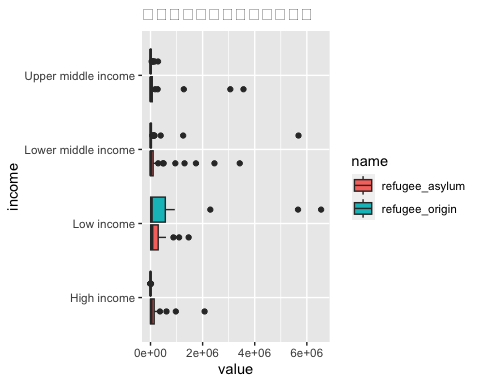 Upper middle income
Lower middle income
Low income
High income
income
0e+00 2e+06 4e+06 6e+06
value
name
refugee_asylum
refugee_origin